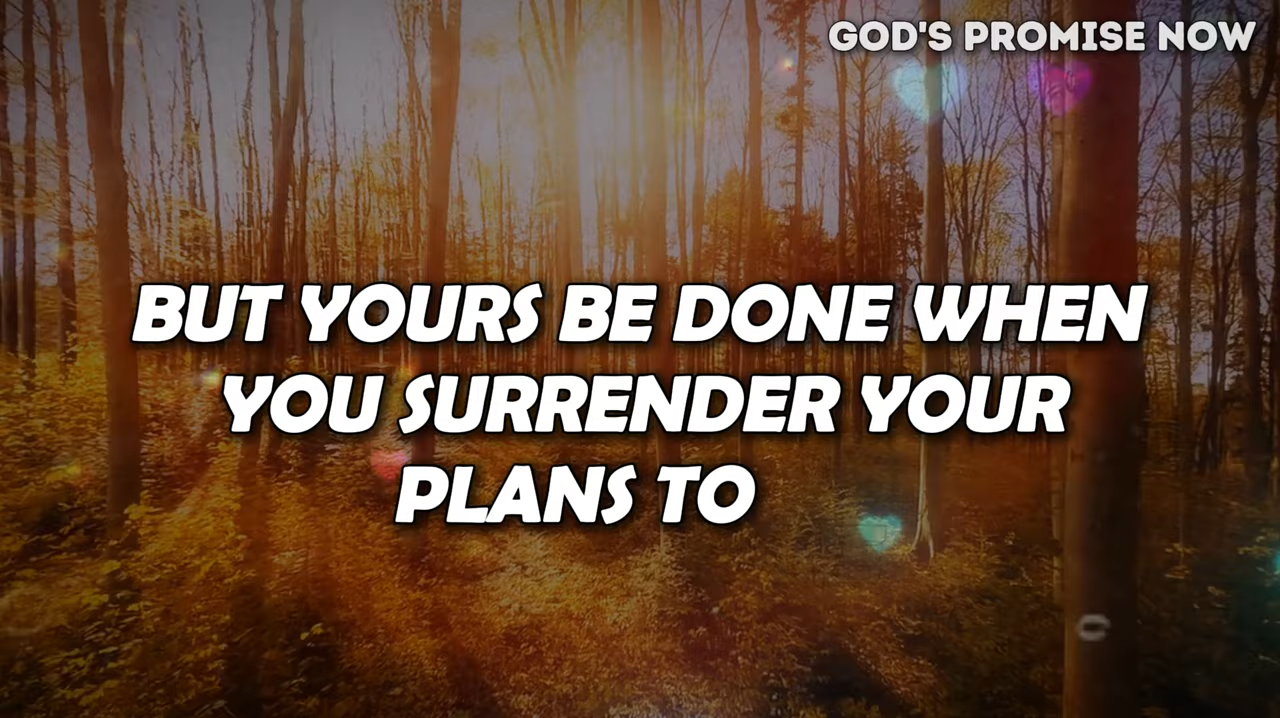 GOD'S PROMISE NOW
BUT YOURS BE DONE WHEN
YOU SURRENDER YOUR
PLANS TO